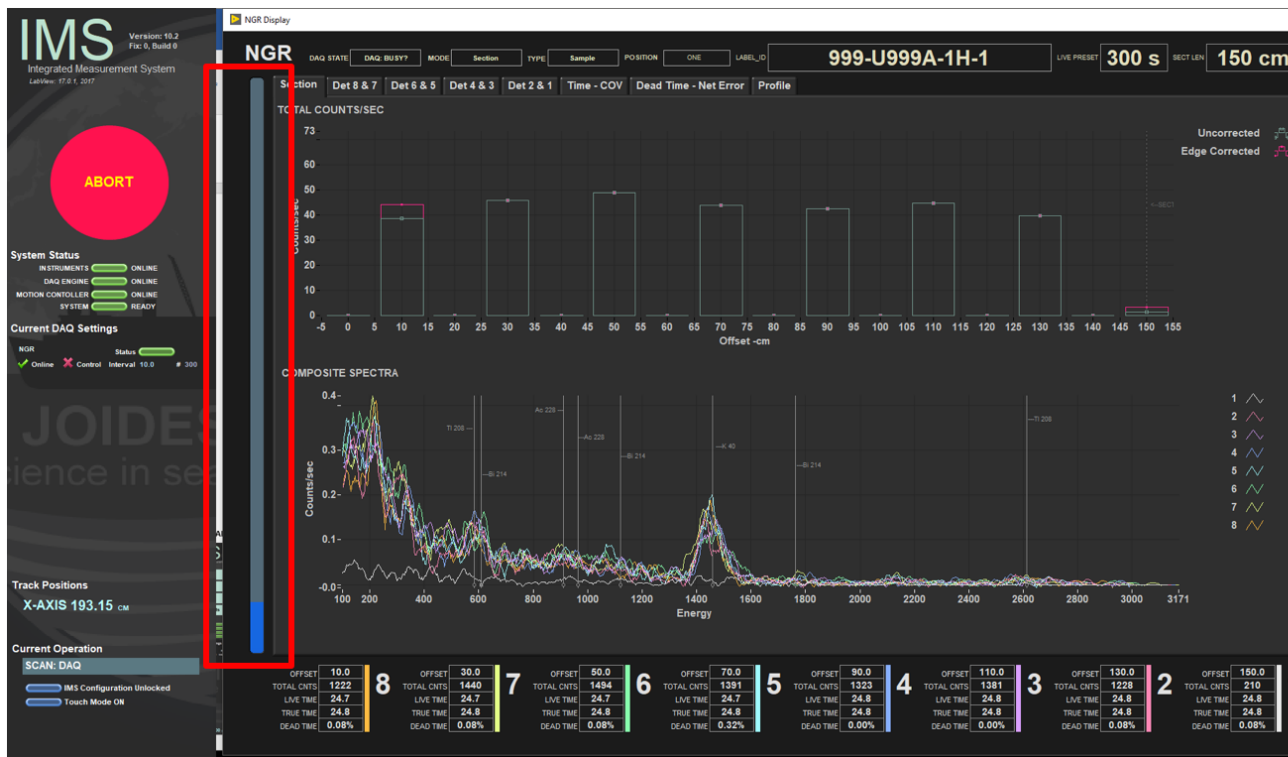 NGR Display
IMS
Version: 10.2
Fix: 0, Build 0
Integrated Measurement System
LabView: 17.0.1, 2017
ABORT
System Status
INSTRUMENTS ONLINE
DAQ ENGINE ONLINE
MOTION CONTOLLER ONLINE
SYSTEM READY
Current DAQ Settings
NGR Status
Online Control Interval 10.0 # 300
JOIDES
cience in sea
Track Positions
X-AXIS 193.15 CM
Current Operation
SCAN: DAQ
IMS Configuration Unlocked
Touch Mode ON
NGR DAQ STATE DAQ: BUSY? MODE Section TYPE Sample POSITION ONE LABEL_ID 999-U999A-1H-1 LIVE PRESET 300 s SECT LEN 150 cm
Section Det 8 & 7 Det 6 & 5 Det 4 & 3 Det 2 & 1 Time - COV Dead Time - Net Error Profile
TOTAL COUNTS/SEC
Uncorrected
Edge Corrected
Counts/sec
73
60
50
40
30
20
10
0
<--SECT
-5 0 5 10 15 20 25 30 35 40 45 50 55 60 65 70 75 80 85 90 95 100 105 110 115 120 125 130 135 140 145 150 155
Offset -cm
COMPOSITE SPECTRA
Counts/sec
0.4-
0.3-
0.2-
0.1-
-0.0-
Tl 208
Bi 214
Ac 228
Ac 228
Bi 214
K 40
Bi 214
Tl 208
100 200 400 600 800 1000 1200 1400 1600 1800 2000 2200 2400 2600 2800 3000 3171
Energy
1
2
3
4
5
6
7
8
OFFSET 10.0 OFFSET 30.0 OFFSET 50.0 OFFSET 70.0 OFFSET 90.0 OFFSET 110.0 OFFSET 130.0 OFFSET 150.0
TOTAL CNTS 1222 8 TOTAL CNTS 1440 7 TOTAL CNTS 1494 6 TOTAL CNTS 1391 5 TOTAL CNTS 1323 4 TOTAL CNTS 1381 3 TOTAL CNTS 1228 2 TOTAL CNTS 210
LIVE TIME 24.7 LIVE TIME 24.7 LIVE TIME 24.7 LIVE TIME 24.7 LIVE TIME 24.8 LIVE TIME 24.8 LIVE TIME 24.8 LIVE TIME 24.8
TRUE TIME 24.8 TRUE TIME 24.8 TRUE TIME 24.8 TRUE TIME 24.8 TRUE TIME 24.8 TRUE TIME 24.8 TRUE TIME 24.8 TRUE TIME 24.8
DEAD TIME 0.08% DEAD TIME 0.08% DEAD TIME 0.08% DEAD TIME 0.32% DEAD TIME 0.00% DEAD TIME 0.00% DEAD TIME 0.08% DEAD TIME 0.08%